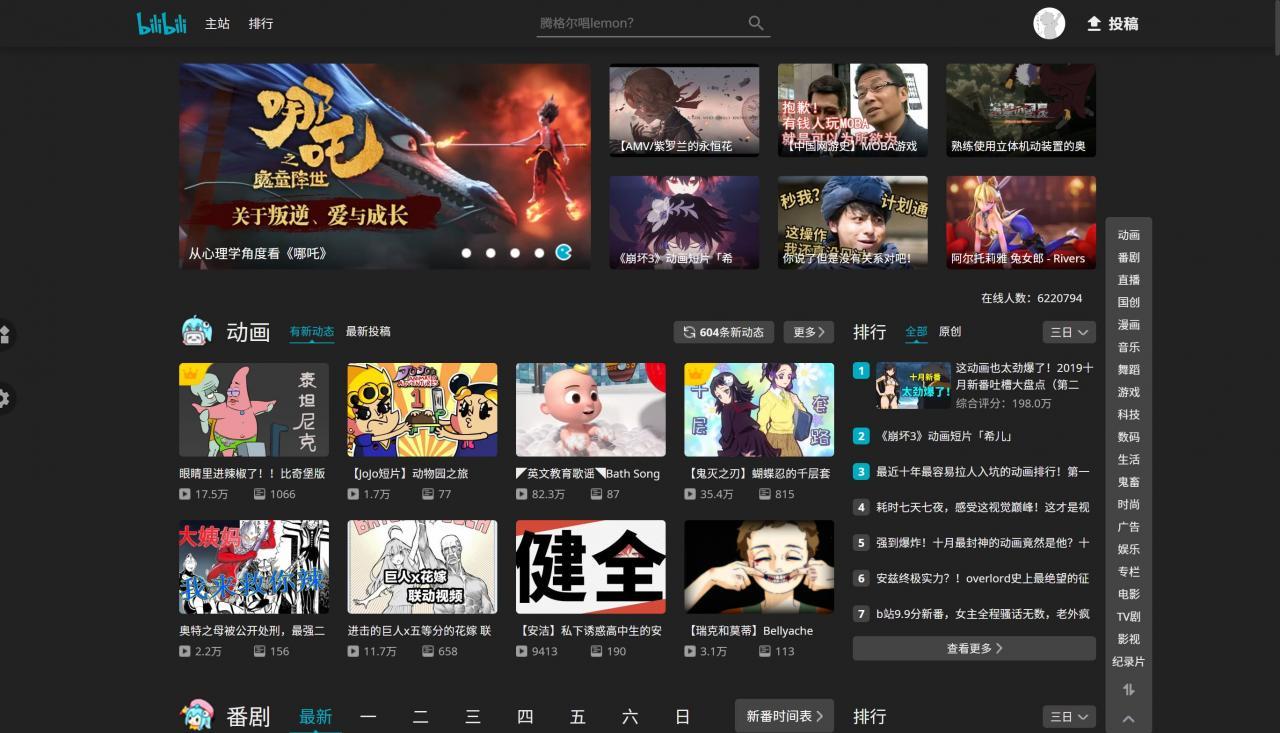 bilibili
主站
排行
腾格尔唱lemon?
投稿
哪吒
之
魔童降世
关于叛逆、爱与成长
从心理学角度看《哪吒》
【AMV/紫罗兰的永恒花
抱歉！
有钱人玩MOBA
就是可以为所欲为
【中国网游史】MOBA游戏
熟练使用立体机动装置的奥
《崩坏3》动画短片「希
秒我？
计划通
这操作
我还真没见过
你说了但是没有关系对吧！
阿尔托莉雅 兔女郎 - Rivers
在线人数：6220794
动画
有新动态
最新投稿
604条新动态
更多
泰坦尼克
眼睛里进辣椒了！！比奇堡版
17.5万
1066
1
【JoJo短片】动物园之旅
1.7万
77
◤英文教育歌谣◥Bath Song
82.3万
87
千层
套路
【鬼灭之刃】蝴蝶忍的千层套
35.4万
815
大姨妈
我来救你辣
奥特之母被公开处刑，最强二
2.2万
156
巨人x花嫁
联动视频
进击的巨人x五等分的花嫁 联
11.7万
658
健全
【安洁】私下诱惑高中生的安
9413
190
【瑞克和莫蒂】Bellyache
3.1万
113
排行
全部
原创
三日
1
十月新番
太劲爆了！
这动画也太劲爆了！2019十
月新番吐槽大盘点（第二
综合评分：198.0万
2
《崩坏3》动画短片「希儿」
3
最近十年最容易拉人入坑的动画排行！第一
4
耗时七天七夜，感受这视觉巅峰！这才是视
5
强到爆炸！十月最封神的动画竟然是他？十
6
安兹终极实力？！overlord史上最绝望的征
7
b站9.9分新番，女主全程骚话无数，老外疯
查看更多
番剧
最新
一
二
三
四
五
六
日
新番时间表
排行
三日
动画
番剧
直播
国创
漫画
音乐
舞蹈
游戏
科技
数码
生活
鬼畜
时尚
广告
娱乐
专栏
电影
TV剧
影视
纪录片